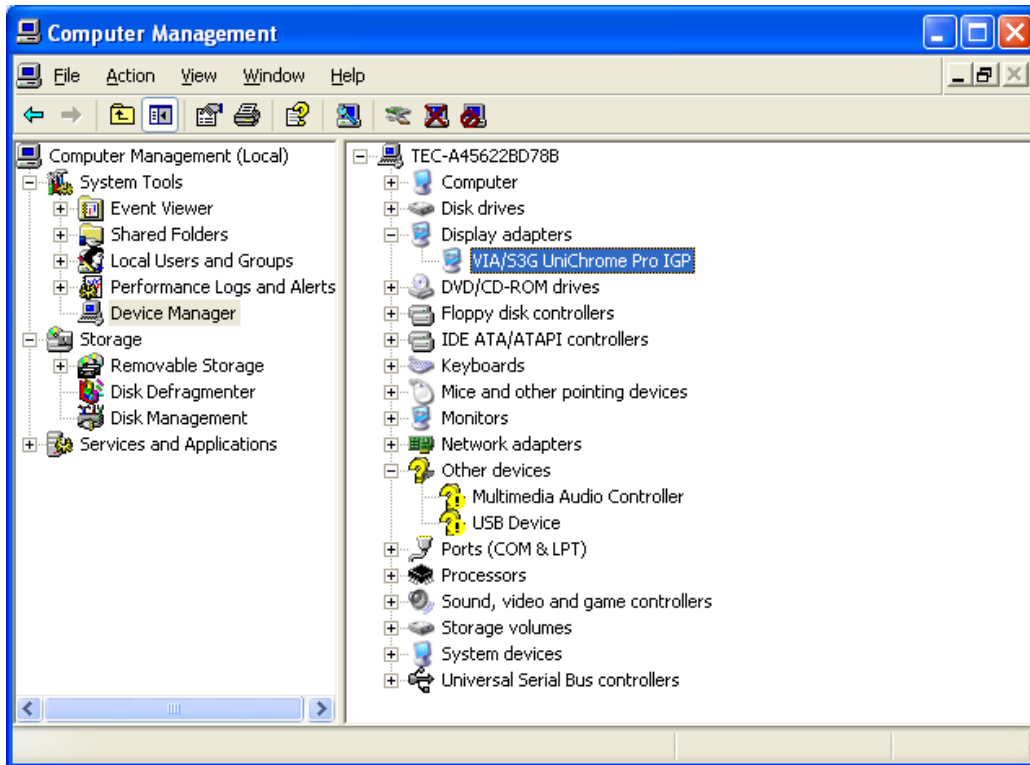 Computer Management
File Action View Window Help
Computer Management (Local)
System Tools
Event Viewer
Shared Folders
Local Users and Groups
Performance Logs and Alerts
Device Manager
Storage
Removable Storage
Disk Defragmenter
Disk Management
Services and Applications
TEC-A45622BD78B
Computer
Disk drives
Display adapters
VIA/S3G UniChrome Pro IGP
DVD/CD-ROM drives
Floppy disk controllers
IDE ATA/ATAPI controllers
Keyboards
Mice and other pointing devices
Monitors
Network adapters
Other devices
Multimedia Audio Controller
USB Device
Ports (COM & LPT)
Processors
Sound, video and game controllers
Storage volumes
System devices
Universal Serial Bus controllers